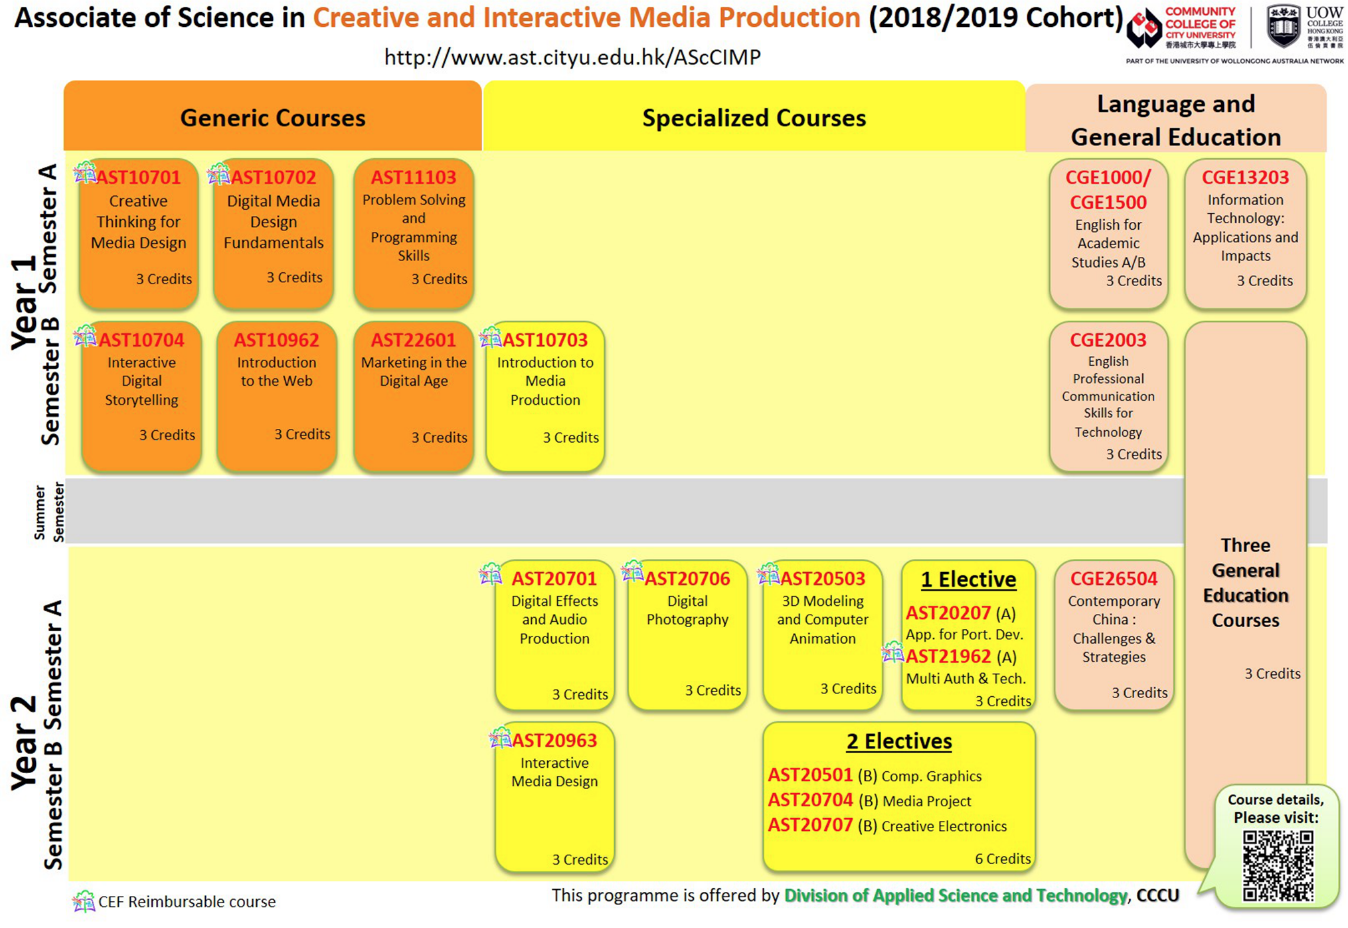 Associate of Science in Creative and Interactive Media Production (2018/2019 Cohort)
http://www.ast.cityu.edu.hk/AScCIMP
COMMUNITY
COLLEGE OF
CITY UNIVERSITY
香港城市大學專上學院
UOW
COLLEGE
HONG KONG
香港澳大利亞
伍倫貢書院
PART OF THE UNIVERSITY OF WOLLONGONG AUSTRALIA NETWORK
Generic Courses
Specialized Courses
Language and
General Education
Year 1
Semester A
AST10701
Creative
Thinking for
Media Design
3 Credits
AST10702
Digital Media
Design
Fundamentals
3 Credits
AST11103
Problem Solving
and
Programming
Skills
3 Credits
CGE1000/
CGE1500
English for
Academic
Studies A/B
3 Credits
CGE13203
Information
Technology:
Applications and
Impacts
3 Credits
Semester B
AST10704
Interactive
Digital
Storytelling
3 Credits
AST10962
Introduction
to the Web
3 Credits
AST22601
Marketing in the
Digital Age
3 Credits
AST10703
Introduction to
Media
Production
3 Credits
CGE2003
English
Professional
Communication
Skills for
Technology
3 Credits
Summer
Semester
Three
General
Education
Courses
3 Credits
Year 2
Semester A
AST20701
Digital Effects
and Audio
Production
3 Credits
AST20706
Digital
Photography
3 Credits
AST20503
3D Modeling
and Computer
Animation
3 Credits
1 Elective
AST20207 (A)
App. for Port. Dev.
AST21962 (A)
Multi Auth & Tech.
3 Credits
CGE26504
Contemporary
China :
Challenges &
Strategies
3 Credits
Semester B
AST20963
Interactive
Media Design
3 Credits
2 Electives
AST20501 (B) Comp. Graphics
AST20704 (B) Media Project
AST20707 (B) Creative Electronics
6 Credits
Course details,
Please visit:
CEF Reimbursable course
This programme is offered by Division of Applied Science and Technology, CCCU